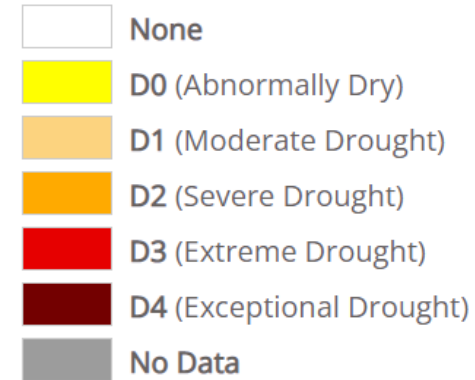 None
D0 (Abnormally Dry)
D1 (Moderate Drought)
D2 (Severe Drought)
D3 (Extreme Drought)
D4 (Exceptional Drought)
No Data